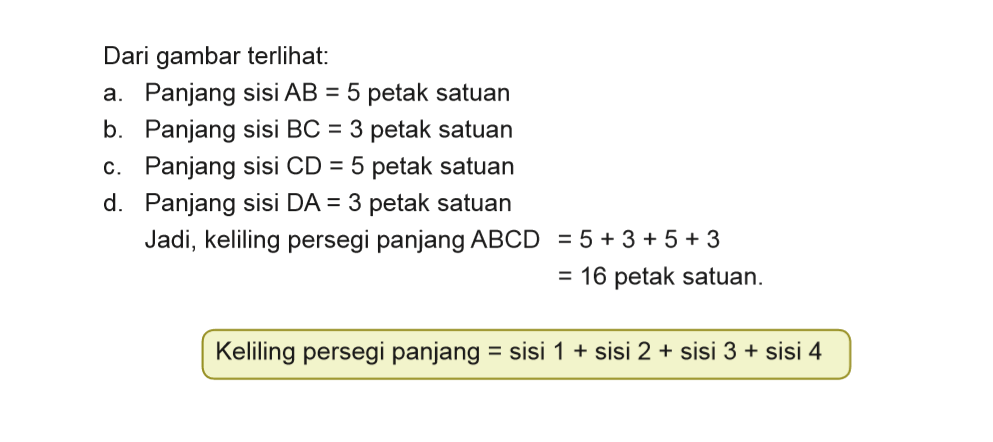 Dari gambar terlihat:
a. Panjang sisi AB = 5 petak satuan
b. Panjang sisi BC = 3 petak satuan
c. Panjang sisi CD = 5 petak satuan
d. Panjang sisi DA = 3 petak satuan
Jadi, keliling persegi panjang ABCD = 5 + 3 + 5 + 3
= 16 petak satuan.
Keliling persegi panjang = sisi 1 + sisi 2 + sisi 3 + sisi 4